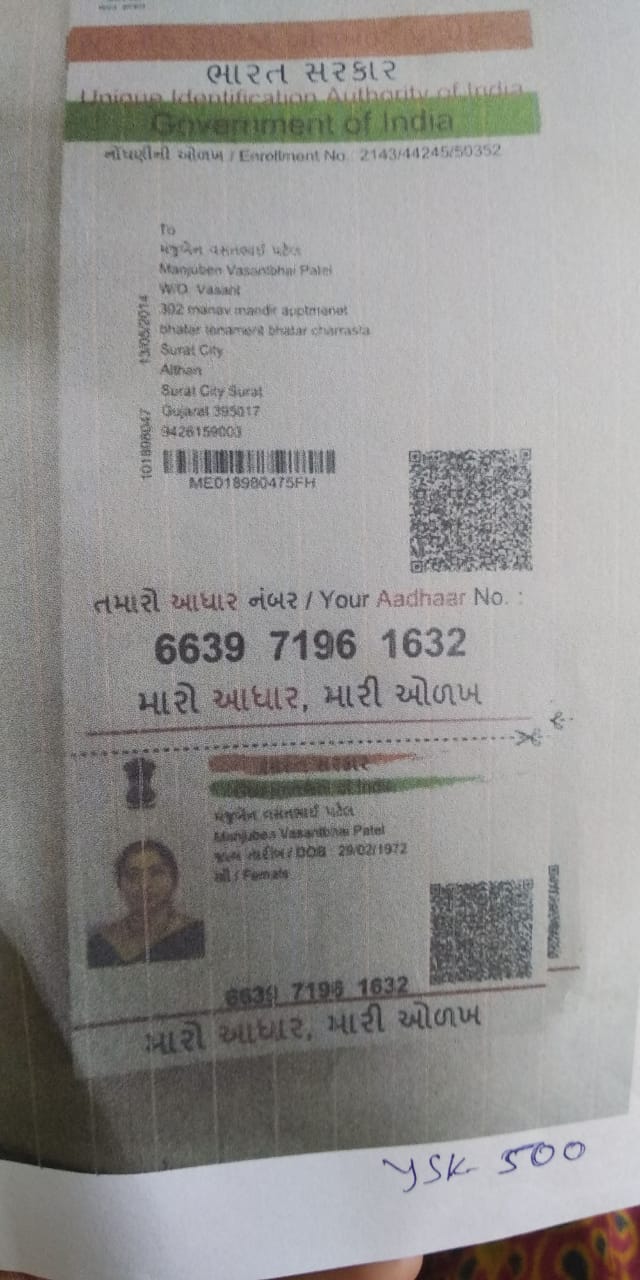 ભારત સરકાર
Unique Identification Authority of India
Government of India
નોંધણીની ઓળખ / Enrollment No.: 2143/44245/50352
To
મંજુબેન વસંતભાઈ પટેલ
Manjuben Vasantbhai Patel
W/O Vasant
302 manav mandir apptmenet
bhatar tenament bhatar charrasta
Surat City
Althan
Surat City Surat
Gujarat 395017
9426159003
13/05/2014
101898047
ME018980475FH
તમારો આધાર નંબર / Your Aadhaar No. :
6639 7196 1632
મારો આધાર, મારી ઓળખ
ભારત સરકાર
Government of India
મંજુબેન વસંતભાઈ પટેલ
Manjuben Vasantbhai Patel
જન્મ તારીખ / DOB : 29/02/1972
સ્ત્રી / Female
6639 7196 1632
મારો આધાર, મારી ઓળખ
YSK- 500